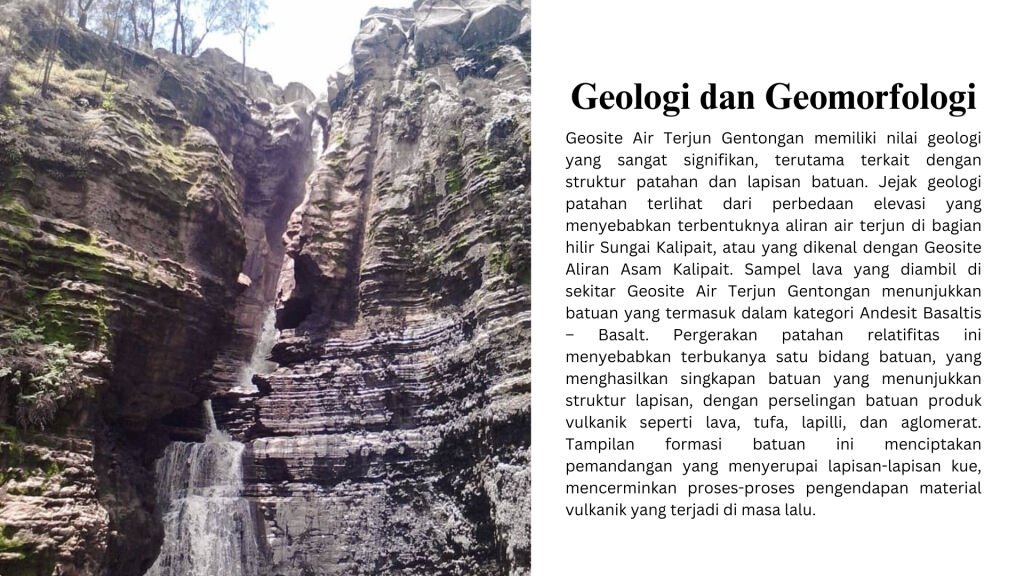 Geologi dan Geomorfologi
Geosite Air Terjun Gentongan memiliki nilai geologi
yang sangat signifikan, terutama terkait dengan
struktur patahan dan lapisan batuan. Jejak geologi
patahan terlihat dari perbedaan elevasi yang
menyebabkan terbentuknya aliran air terjun di bagian
hilir Sungai Kalipait, atau yang dikenal dengan Geosite
Aliran Asam Kalipait. Sampel lava yang diambil di
sekitar Geosite Air Terjun Gentongan menunjukkan
batuan yang termasuk dalam kategori Andesit Basaltis
– Basalt. Pergerakan patahan relatifitas ini
menyebabkan terbukanya satu bidang batuan, yang
menghasilkan singkapan batuan yang menunjukkan
struktur lapisan, dengan perselingan batuan produk
vulkanik seperti lava, tufa, lapilli, dan aglomerat.
Tampilan formasi batuan ini menciptakan
pemandangan yang menyerupai lapisan-lapisan kue,
mencerminkan proses-proses pengendapan material
vulkanik yang terjadi di masa lalu.